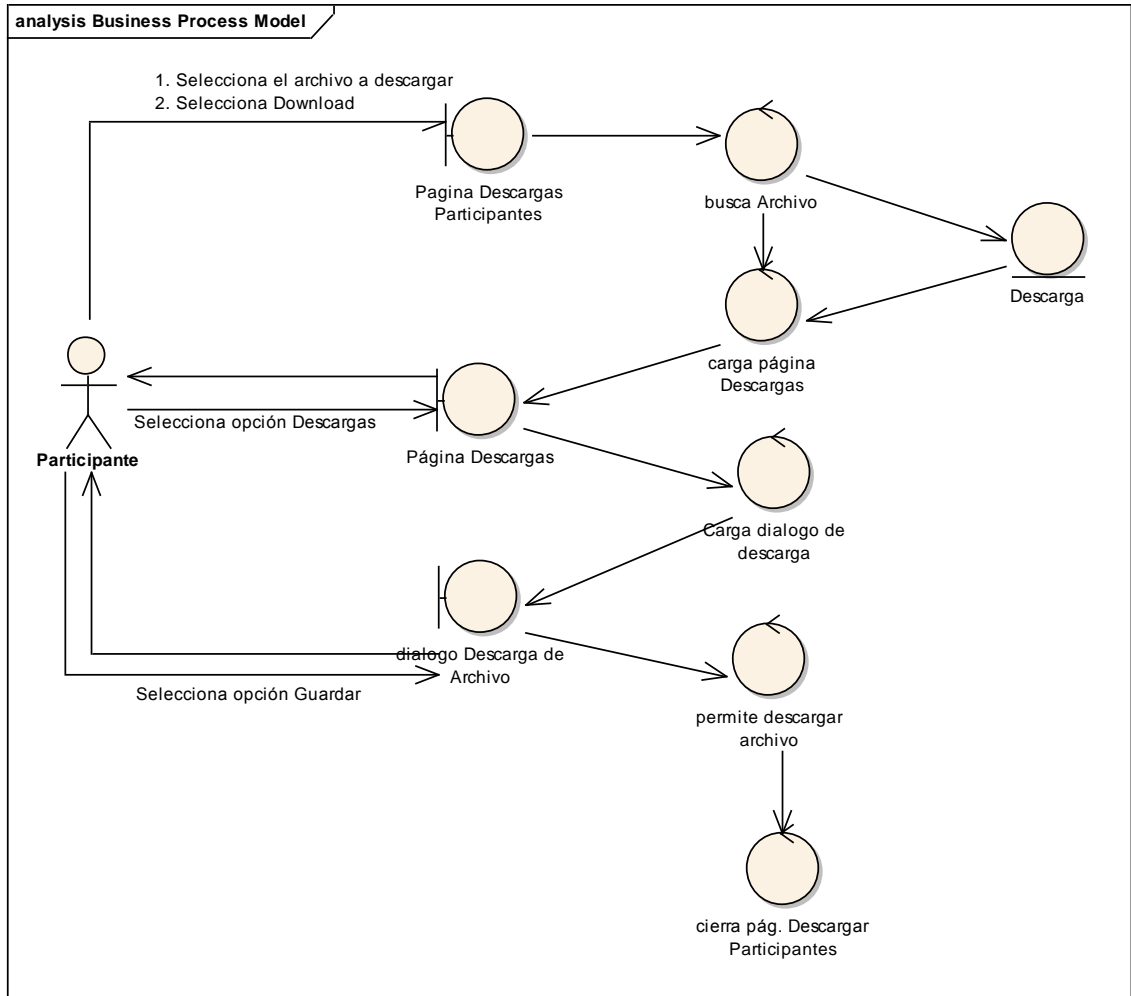 analysis Business Process Model
1. Selecciona el archivo a descargar
2. Selecciona Download
Pagina Descargas
Participantes
busca Archivo
Descarga
carga página
Descargas
Selecciona opción Descargas
Página Descargas
Participante
Carga dialogo de
descarga
dialogo Descarga de
Archivo
Selecciona opción Guardar
permite descargar
archivo
cierra pág. Descargar
Participantes